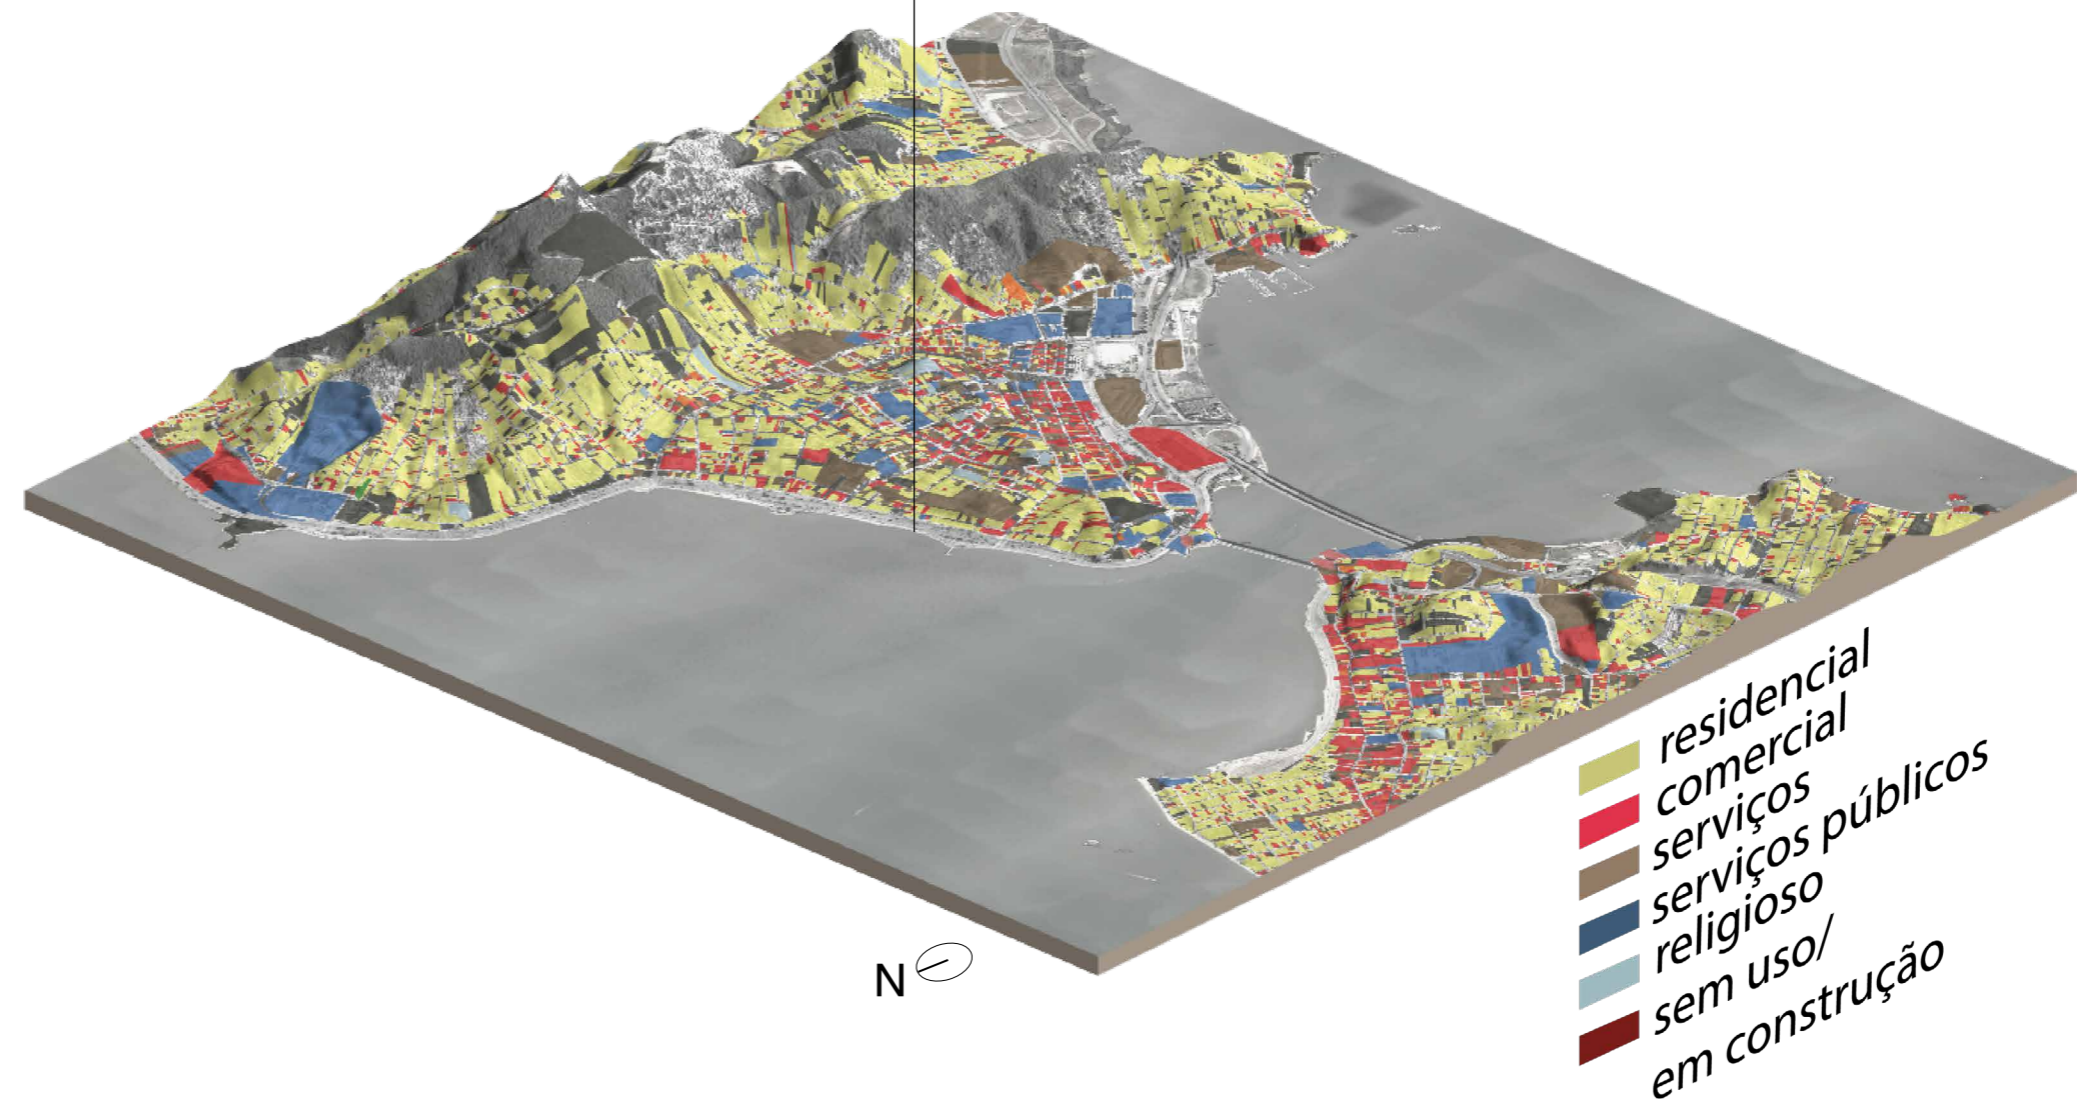 residencial
comercial
serviços
serviços públicos
religioso
sem uso/
em construção
N